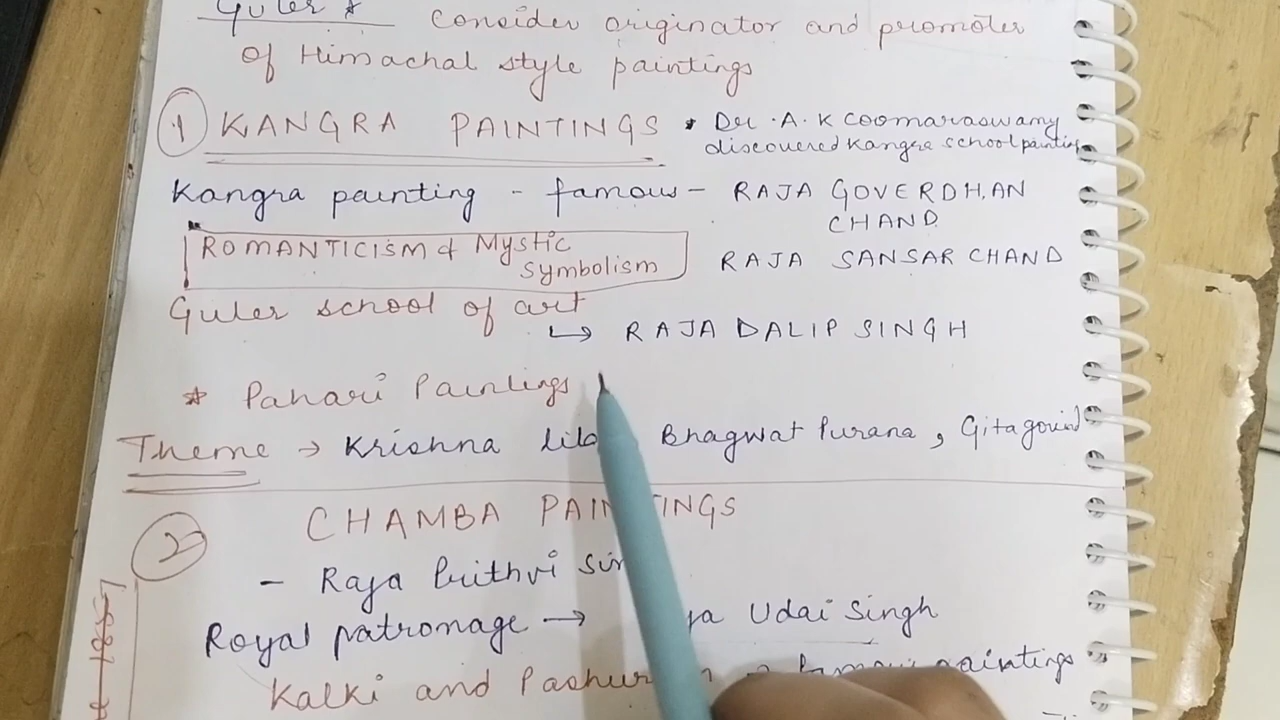 Guler *
Consider originator and promoter
of Himachal style paintings
1 KANGRA PAINTINGS * Dr. A. K Coomaraswamy
discovered Kangra school painting
Kangra painting - famous - RAJA GOVERDHAN
CHAND
ROMANTICISM & Mystic
Symbolism
RAJA SANSAR CHAND
Guler school of art
↳ RAJA DALIP SINGH
* Pahari Paintings
Theme → Krishna lila Bhagwat Purana, Gitagovind
2 CHAMBA PAINTINGS
- Raja Prithvi Sin
Royal patronage → ja Udai Singh
Kalki and paintings